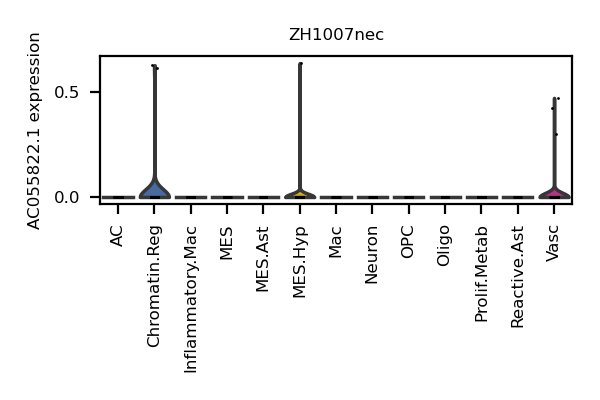 ZH1007nec
AC055822.1 expression
0.5
0.0
AC
Chromatin.Reg
Inflammatory.Mac
MES
MES.Ast
MES.Hyp
Mac
Neuron
OPC
Oligo
Prolif.Metab
Reactive.Ast
Vasc